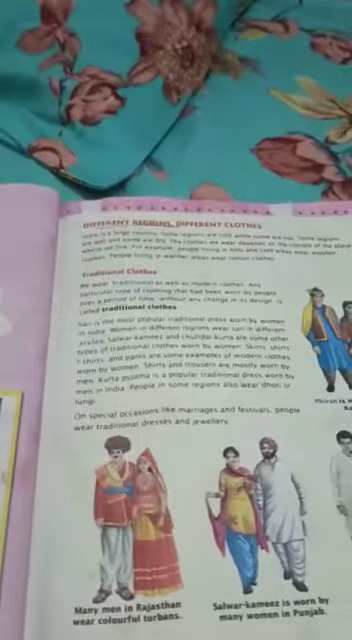 DIFFERENT REGIONS, DIFFERENT CLOTHES
India is a large country. Some regions are cold while some are hot. Some regions
are wet and some are dry. The clothes we wear depends on the climate of the place
where we live. For example, people living in hilly and cold areas wear woollen
clothes. People living in warmer areas wear cotton clothes.
Traditional Clothes
We wear traditional as well as modern clothes. Any
particular type of clothing that had been worn by people
over a period of time, without any change in its design is
called traditional clothes.
Sari is the most popular traditional dress worn by women
in India. Women in different regions wear sari in different
styles. Salwar kameez and churidar kurta are some other
types of traditional clothes worn by women. Skirts, shirts,
t-shirts, and pants are some examples of modern clothes
worn by women. Shirts and trousers are mostly worn by
men. Kurta pyjama is a popular traditional dress worn by
men in India. People in some regions also wear dhoti or
lungi.
On special occasions like marriages and festivals, people
wear traditional dresses and jewellery.
Phiran is
Many men in Rajasthan
wear colourful turbans.
Salwar-kameez is worn by
many women in Punjab.